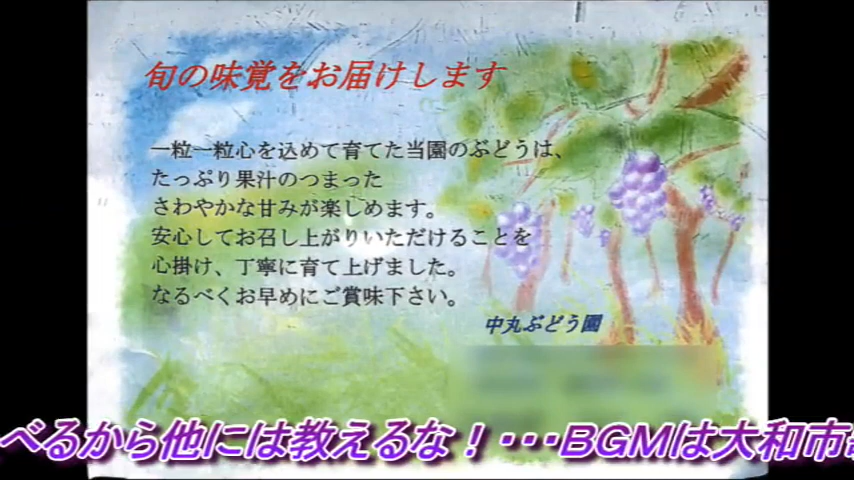 旬の味覚をお届けします
一粒一粒心を込めて育てた当園のぶどうは、
たっぷり果汁のつまった
さわやかな甘みが楽しめます。
安心してお召し上がりいただけることを
心掛け、丁寧に育て上げました。
なるべくお早めにご賞味下さい。
中丸ぶどう園
べるから他には教えるな！・・・BGMは大和市